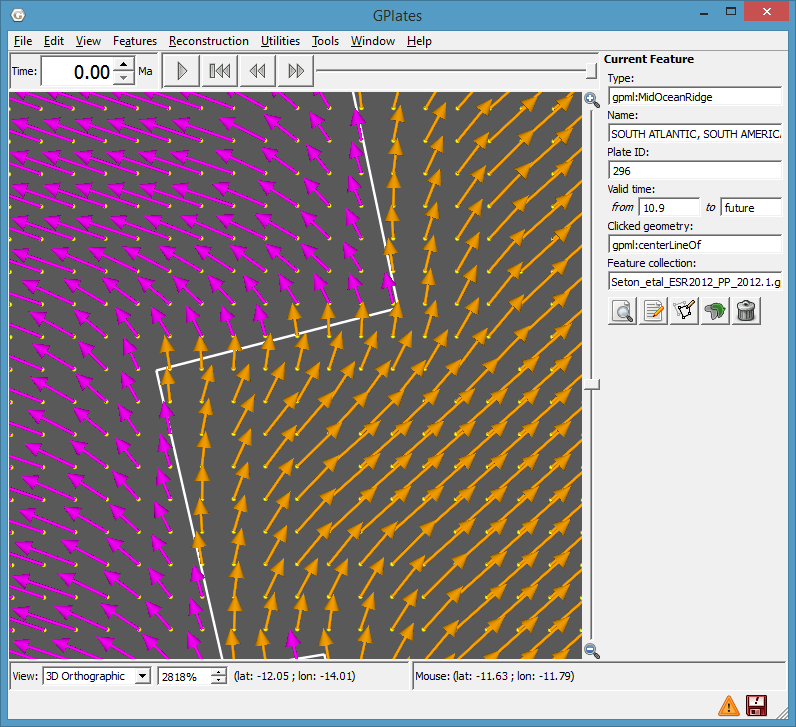 GPlates
File Edit View Features Reconstruction Utilities Tools Window Help
Time: 0.00 Ma
Current Feature
Type:
gpml:MidOceanRidge
Name:
SOUTH ATLANTIC, SOUTH AMERICA
Plate ID:
296
Valid time:
from 10.9 to future
Clicked geometry:
gpml:centerLineOf
Feature collection:
Seton_etal_ESR2012_PP_2012.1.g
View: 3D Orthographic 2818% (lat: -12.05 ; lon: -14.01) Mouse: (lat: -11.63 ; lon: -11.79)